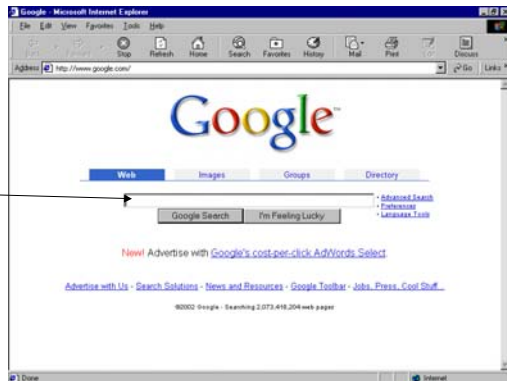 Google - Microsoft Internet Explorer
File Edit View Favorites Tools Help
Stop Refresh Home Search Favorites History Mail Print Discuss
Address http://www.google.com/ Go Links
Google™
Web Images Groups Directory
• Advanced Search
• Preferences
• Language Tools
Google Search I'm Feeling Lucky
New! Advertise with Google's cost-per-click AdWords Select.
Advertise with Us - Search Solutions - News and Resources - Google Toolbar - Jobs, Press, Cool Stuff...
©2002 Google - Searching 2,073,418,204 web pages
Done Internet